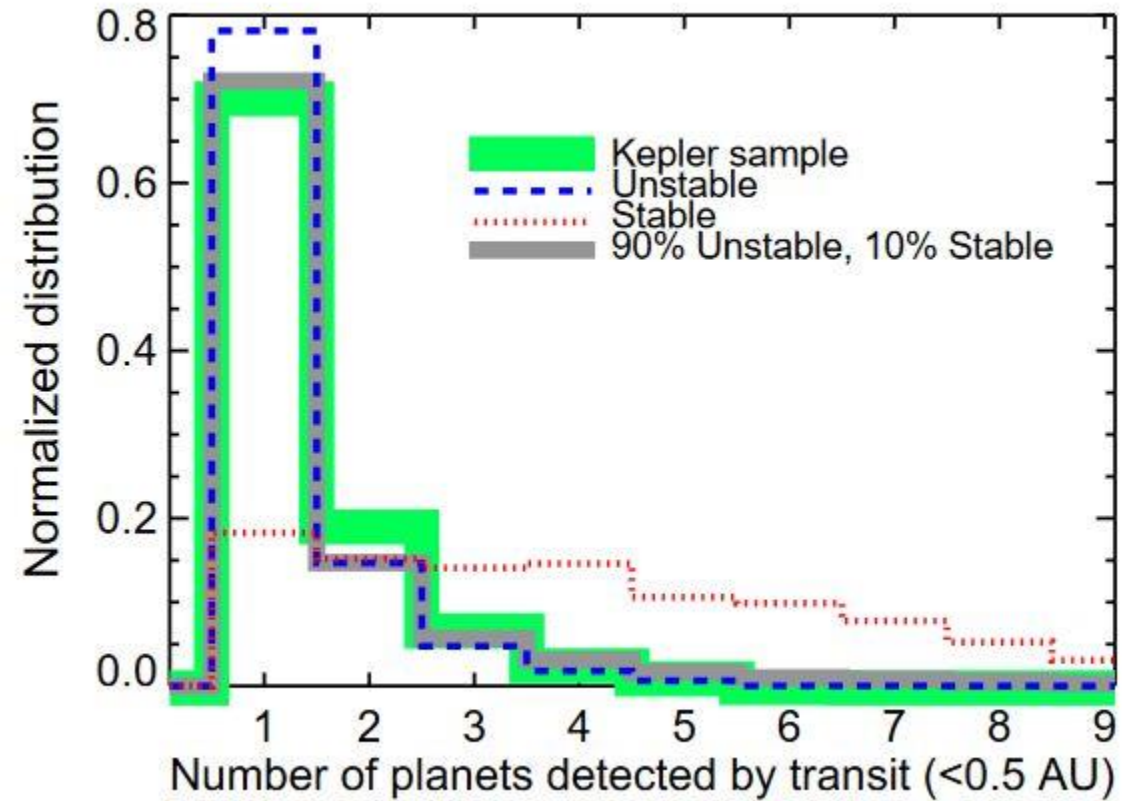 Normalized distribution
0.8
0.6
0.4
0.2
0.0
Kepler sample
Unstable
Stable
90% Unstable, 10% Stable
1 2 3 4 5 6 7 8 9
Number of planets detected by transit (<0.5 AU)